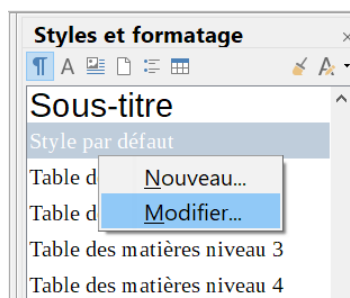 Styles et formatage
Sous-titre
Style par défaut
Table d
Nouveau...
Table d
Modifier...
Table des matières niveau 3
Table des matières niveau 4